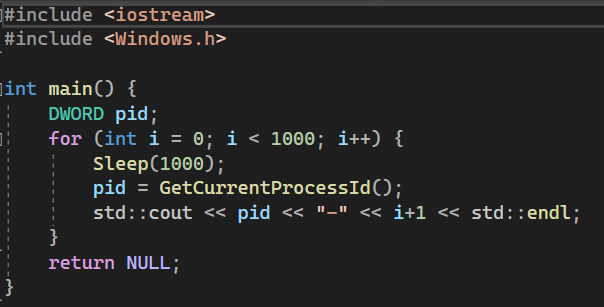 #include <iostream>
#include <Windows.h>
int main() {
DWORD pid;
for (int i = 0; i < 1000; i++) {
Sleep(1000);
pid = GetCurrentProcessId();
std::cout << pid << "-" << i+1 << std::endl;
}
return NULL;
}